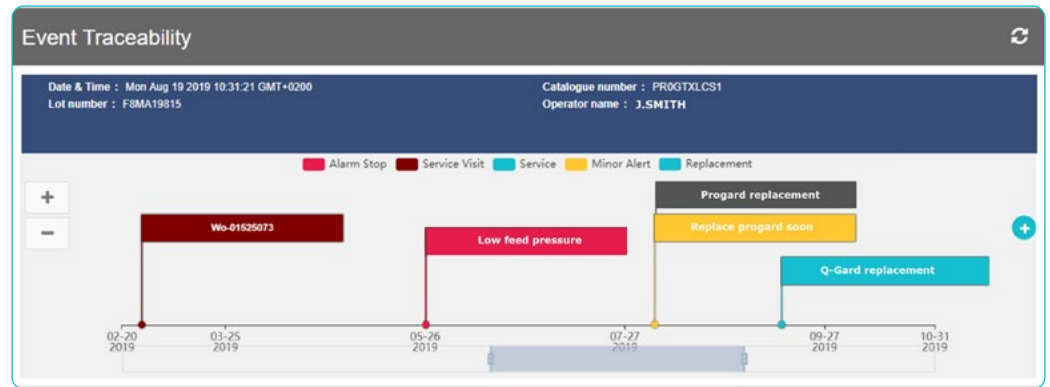 Event Traceability
Date & Time : Mon Aug 19 2019 10:31:21 GMT+0200
Catalogue number : PR0GTXLCS1
Lot number : F8MA19815
Operator name : J.SMITH
Alarm Stop Service Visit Service Minor Alert Replacement
+
Progard replacement
−
Wo-01525073
Replace progard soon
+
Low feed pressure
Q-Gard replacement
02-20 03-25 05-26 07-27 09-27 10-31
2019 2019 2019 2019 2019 2019